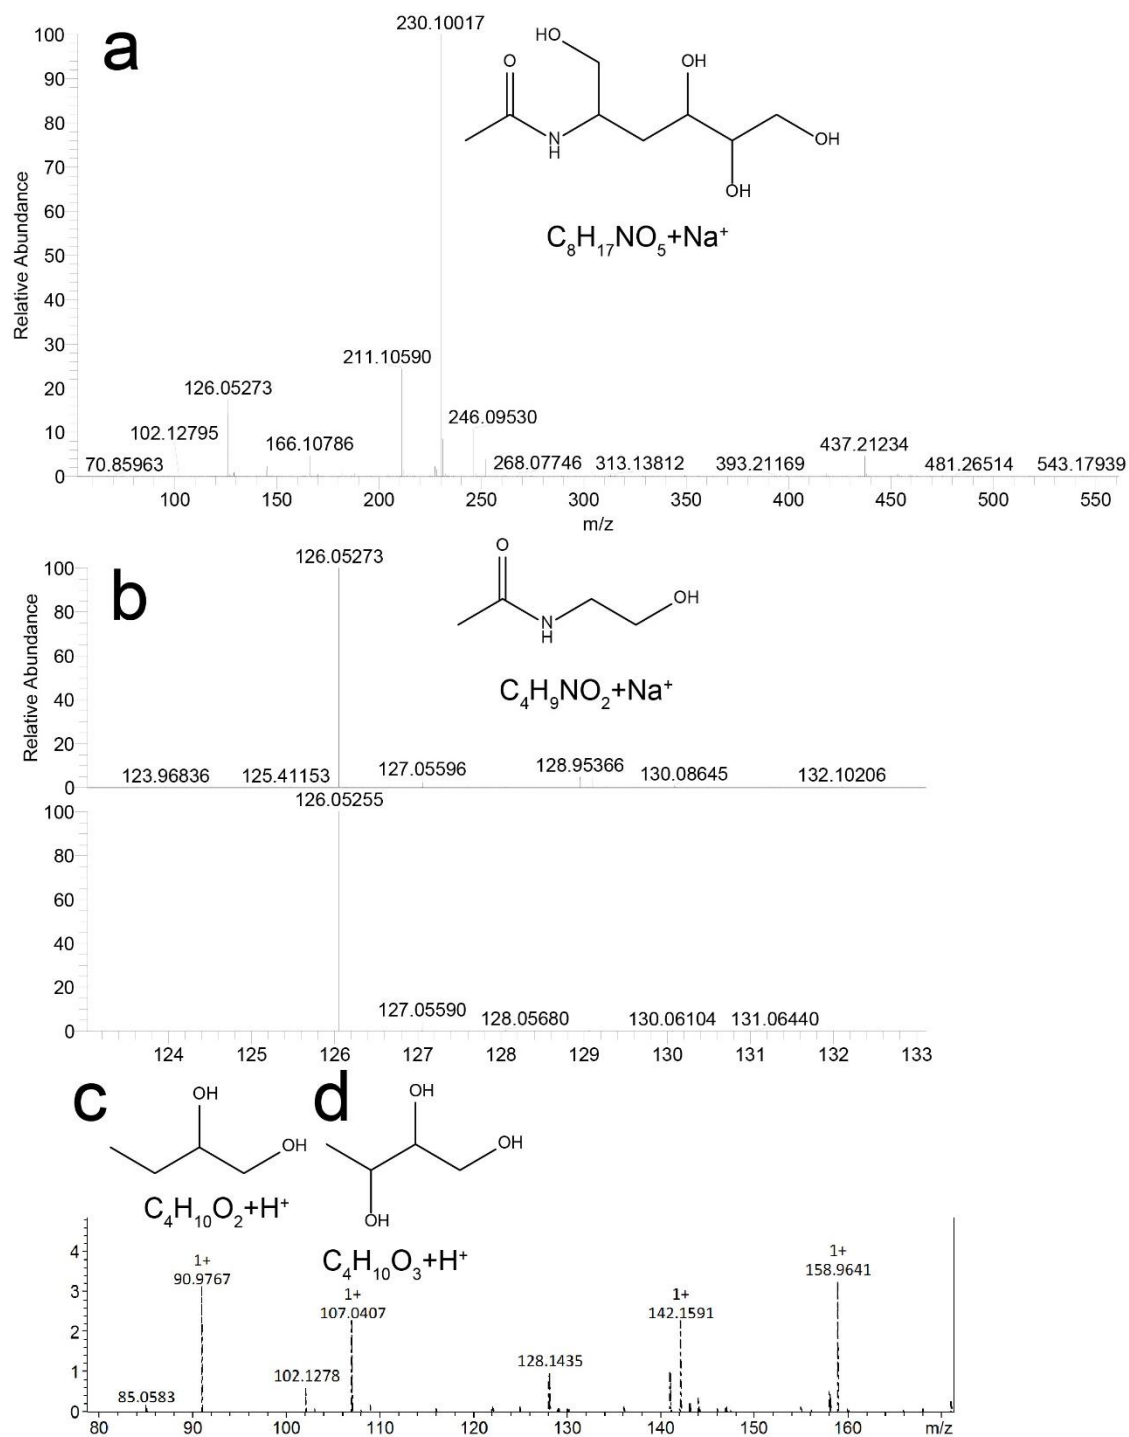 a
230.10017
HO
O
OH
N
H
OH
OH
C8H17NO5+Na+
211.10590
126.05273
102.12795
166.10786
246.09530
437.21234
70.85963
268.07746
313.13812
393.21169
481.26514
543.17939
100
90
80
70
60
50
40
30
20
10
0
Relative Abundance
100 150 200 250 300 350 400 450 500 550
m/z
b
126.05273
O
OH
N
H
C4H9NO2+Na+
123.96836
125.41153
127.05596
128.95366
130.08645
132.10206
100
80
60
40
20
0
Relative Abundance
126.05255
127.05590
128.05680
130.06104
131.06440
100
80
60
40
20
0
124 125 126 127 128 129 130 131 132 133
c
OH
OH
C4H10O2+H+
d
OH
OH
OH
C4H10O3+H+
4
3
2
1
0
1+
90.9767
1+
107.0407
1+
142.1591
1+
158.9641
85.0583
102.1278
128.1435
80 90 100 110 120 130 140 150 160 m/z